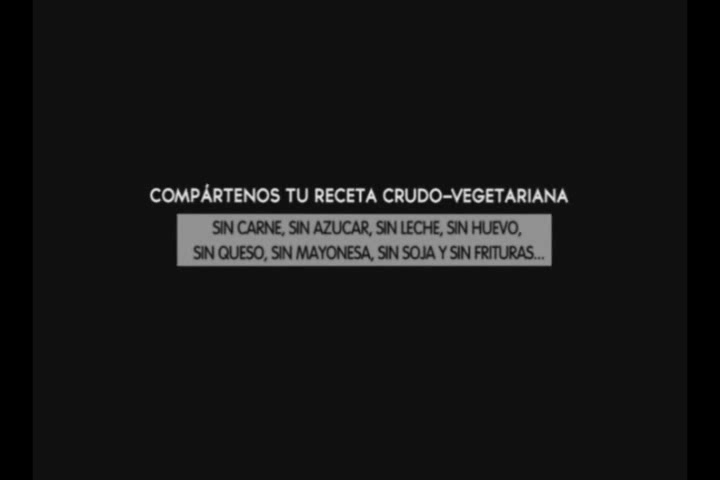 COMPÁRTENOS TU RECETA CRUDO-VEGETARIANA
SIN CARNE, SIN AZUCAR, SIN LECHE, SIN HUEVO,
SIN QUESO, SIN MAYONESA, SIN SOJA Y SIN FRITURAS...